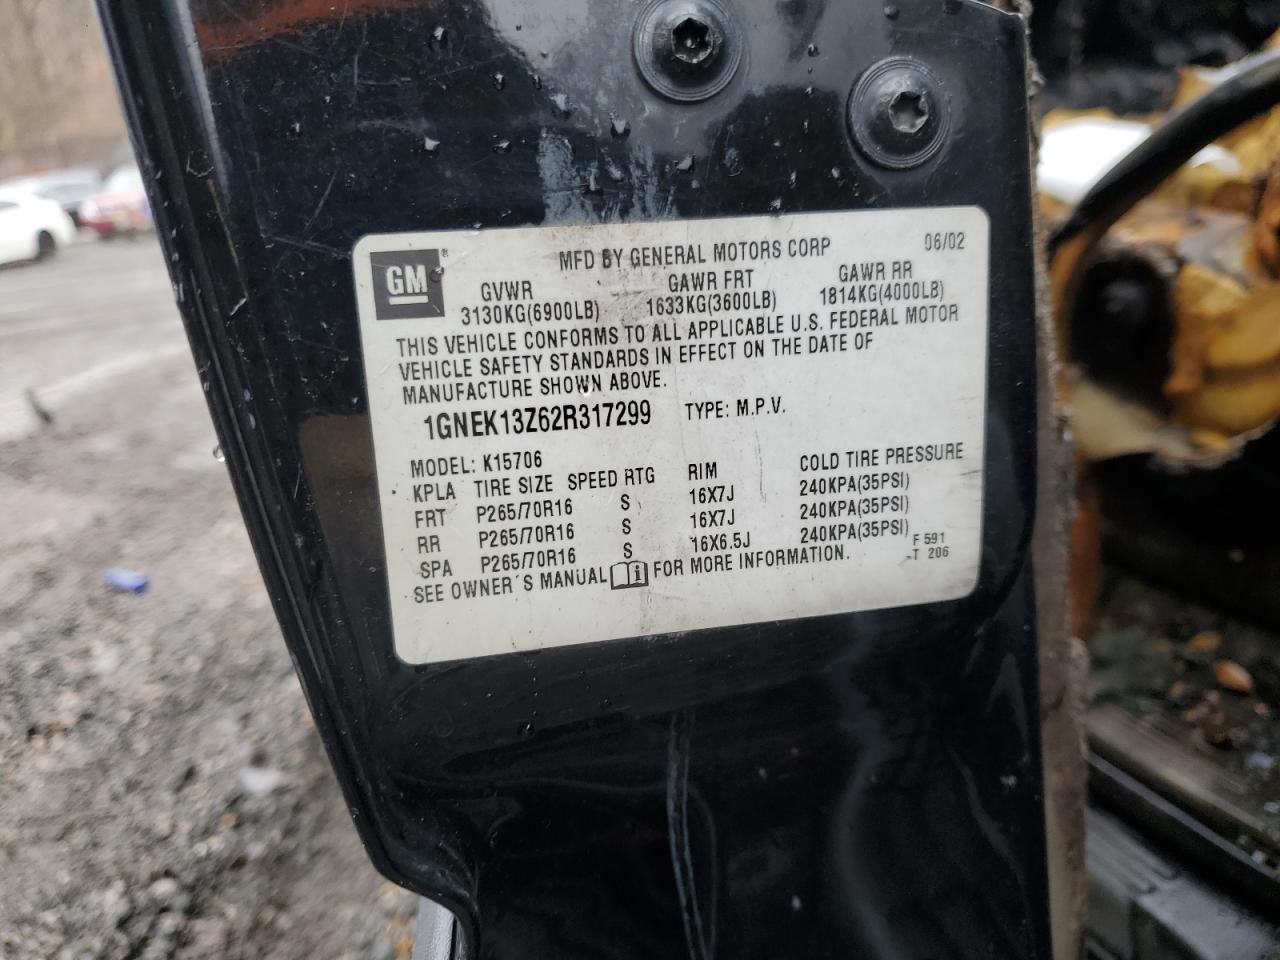 GM ®
MFD BY GENERAL MOTORS CORP 06/02
GVWR GAWR FRT GAWR RR
3130KG(6900LB) 1633KG(3600LB) 1814KG(4000LB)
THIS VEHICLE CONFORMS TO ALL APPLICABLE U.S. FEDERAL MOTOR
VEHICLE SAFETY STANDARDS IN EFFECT ON THE DATE OF
MANUFACTURE SHOWN ABOVE.
1GNEK13Z62R317299 TYPE: M.P.V.
MODEL: K15706
KPLA TIRE SIZE SPEED RTG RIM COLD TIRE PRESSURE
FRT P265/70R16 S 16X7J 240KPA(35PSI)
RR P265/70R16 S 16X7J 240KPA(35PSI)
SPA P265/70R16 S 16X6.5J 240KPA(35PSI)
SEE OWNER'S MANUAL FOR MORE INFORMATION.
F 591
T 206